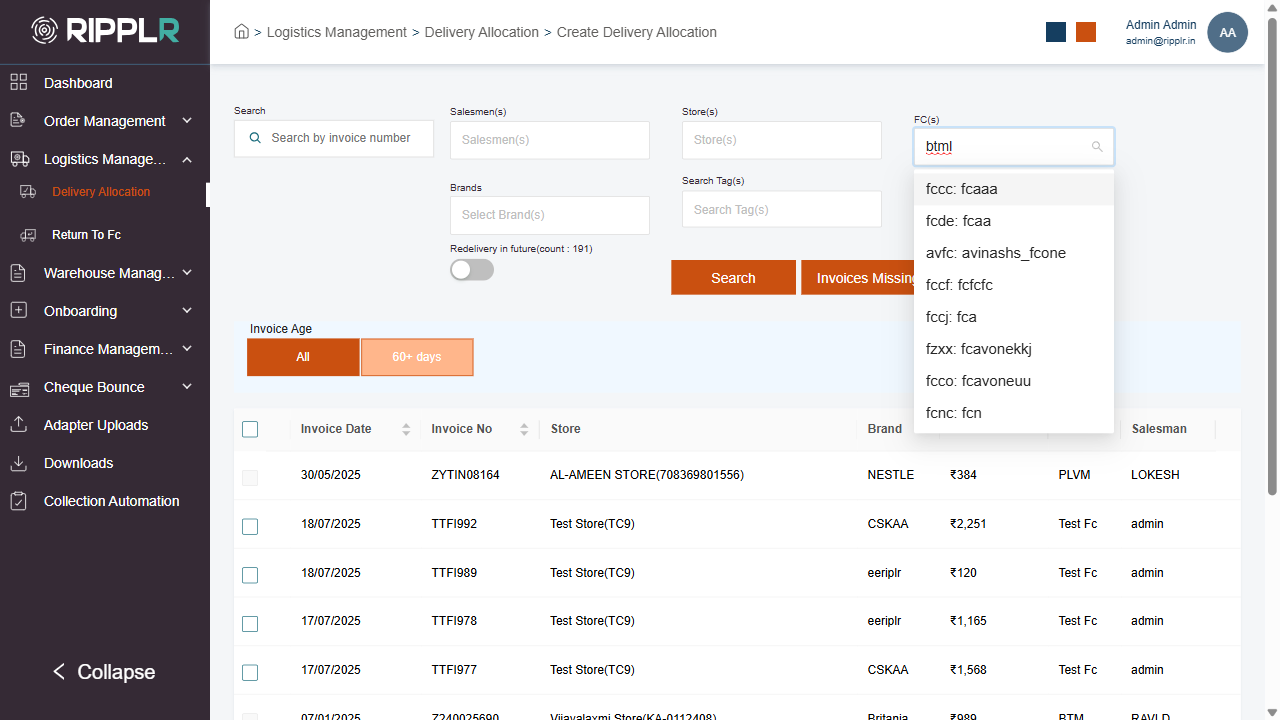 RIPPLR
> Logistics Management > Delivery Allocation > Create Delivery Allocation
Admin Admin
admin@ripplr.in
AA
Dashboard
Order Management
Logistics Manage...
Delivery Allocation
Return To Fc
Warehouse Manag...
Onboarding
Finance Managem...
Cheque Bounce
Adapter Uploads
Downloads
Collection Automation
Collapse
Search
Search by invoice number
Salesmen(s)
Salesmen(s)
Store(s)
Store(s)
FC(s)
btml
fccc: fcaaa
fcde: fcaa
avfc: avinashs_fcone
fccf: fcfcfc
fccj: fca
fzxx: fcavonekkj
fcco: fcavoneuu
fcnc: fcn
Brands
Select Brand(s)
Search Tag(s)
Search Tag(s)
Redelivery in future(count : 191)
Search
Invoices Missing
Invoice Age
All
60+ days
Invoice Date Invoice No Store Brand Salesman
30/05/2025 ZYTIN08164 AL-AMEEN STORE(708369801556) NESTLE ₹384 PLVM LOKESH
18/07/2025 TTFI992 Test Store(TC9) CSKAA ₹2,251 Test Fc admin
18/07/2025 TTFI989 Test Store(TC9) eeriplr ₹120 Test Fc admin
17/07/2025 TTFI978 Test Store(TC9) eeriplr ₹1,165 Test Fc admin
17/07/2025 TTFI977 Test Store(TC9) CSKAA ₹1,568 Test Fc admin
07/01/2025 Z240025690 Vijayalaxmi Store(KA-0112408) Britania ₹989 BTM RAVI D